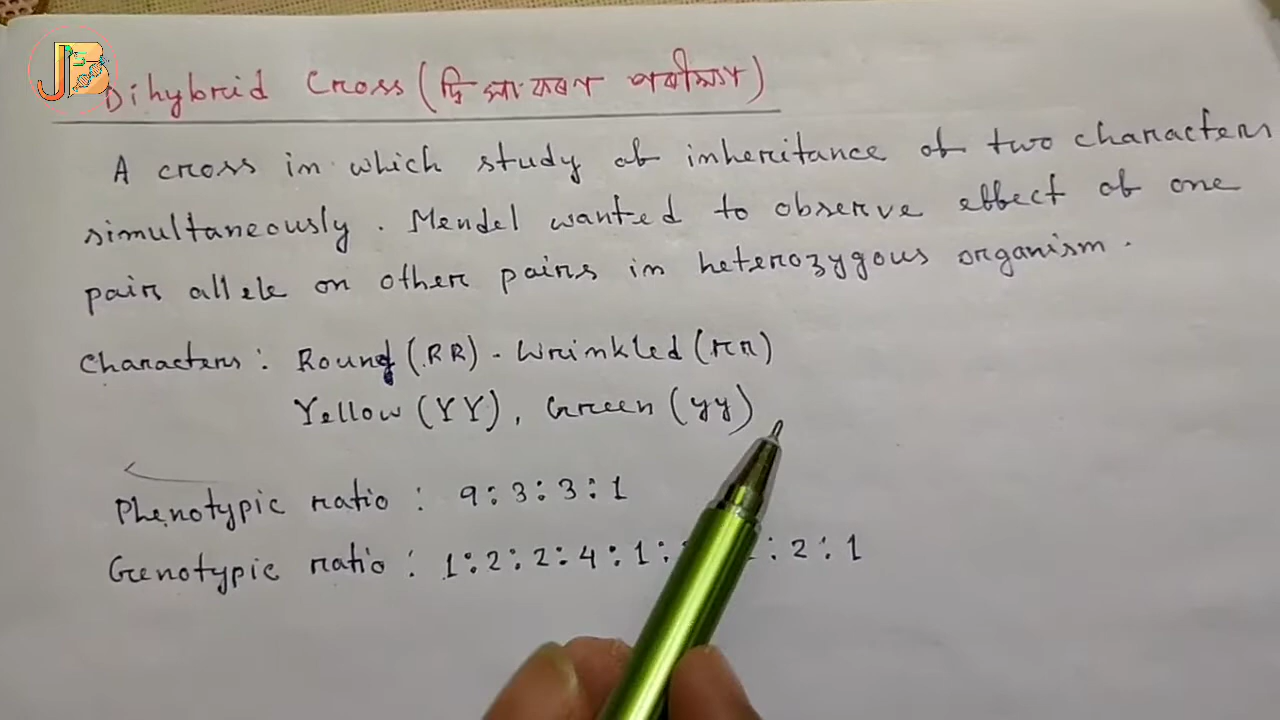 JB
Dihybrid Cross (দ্বি সংকরণ পরীক্ষা)
A cross in which study of inheritance of two characters
simultaneously. Mendel wanted to observe effect of one
pair allele on other pairs in heterozygous organism.
Characters: Round (RR) - Wrinkled (rr)
Yellow (YY), Green (yy)
Phenotypic ratio : 9:3:3:1
Genotypic ratio : 1:2:2:4:1: :2:1